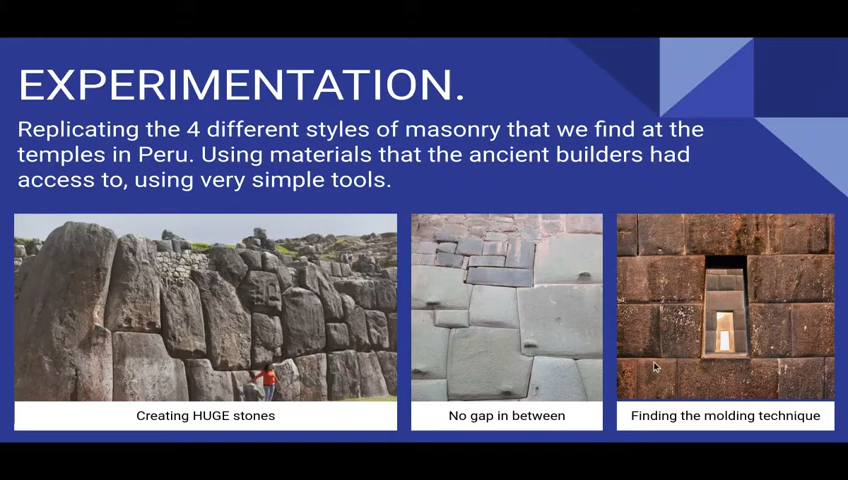 EXPERIMENTATION.
Replicating the 4 different styles of masonry that we find at the
temples in Peru. Using materials that the ancient builders had
access to, using very simple tools.
Creating HUGE stones
No gap in between
Finding the molding technique